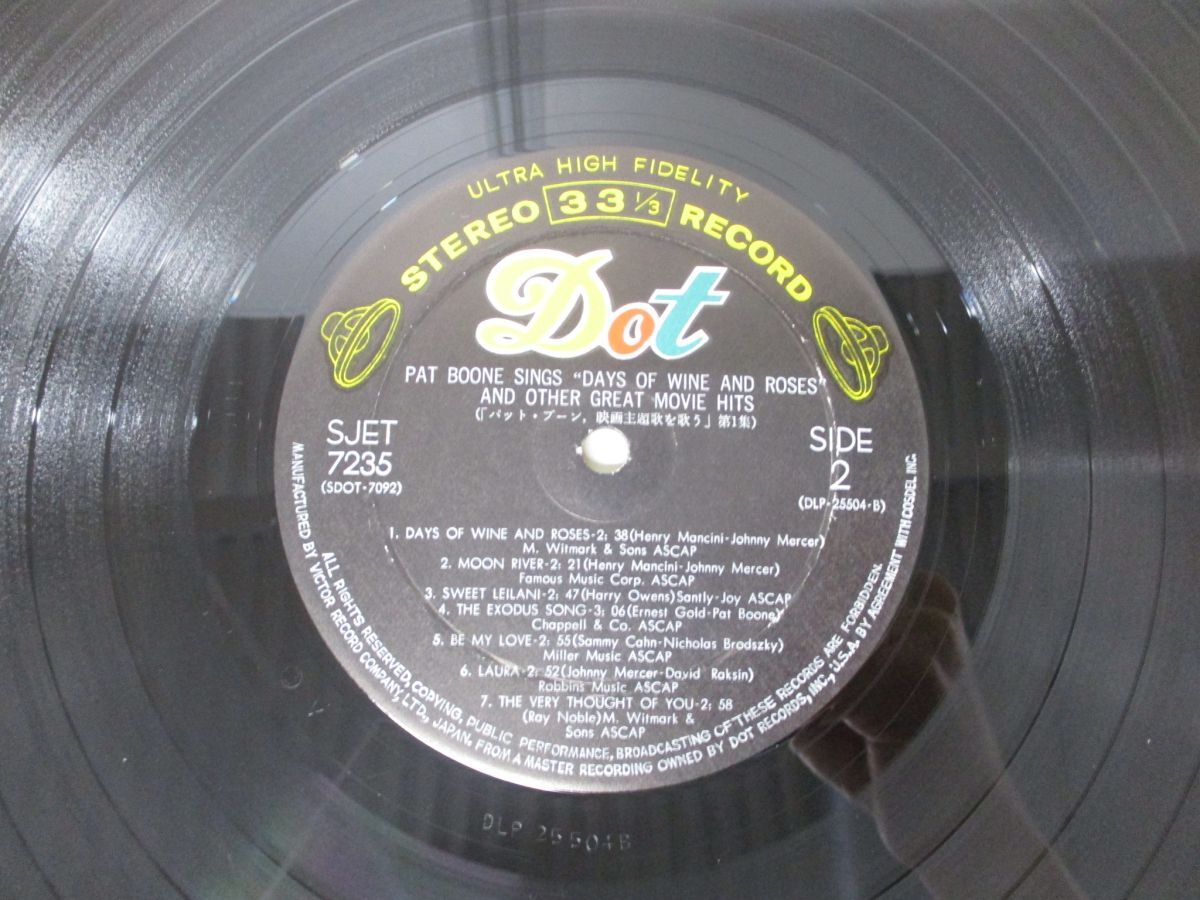 ULTRA HIGH FIDELITY
STEREO 33 1/3 RECORD
Dot
PAT BOONE SINGS "DAYS OF WINE AND ROSES"
AND OTHER GREAT MOVIE HITS
(「パット・ブーン, 映画主題歌を歌う」第1集)
SJET
7235
(SDOT-7092)
SIDE
2
(DLP-25504-B)
1. DAYS OF WINE AND ROSES-2; 38(Henry Mancini-Johnny Mercer)
M. Witmark & Sons ASCAP
2. MOON RIVER-2; 21(Henry Mancini-Johnny Mercer)
Famous Music Corp. ASCAP
3. SWEET LEILANI-2; 47(Harry Owens)Santly-Joy ASCAP
4. THE EXODUS SONG-3; 06(Ernest Gold-Pat Boone)
Chappell & Co. ASCAP
5. BE MY LOVE-2; 55(Sammy Cahn-Nicholas Brodszky)
Miller Music ASCAP
6. LAURA-2; 52(Johnny Mercer-David Raksin)
Robbins Music ASCAP
7. THE VERY THOUGHT OF YOU-2; 58
(Ray Noble)M. Witmark &
Sons ASCAP
ALL RIGHTS RESERVED, COPYING, PUBLIC PERFORMANCE, BROADCASTING OF THESE RECORDS ARE FORBIDDEN.
MANUFACTURED BY VICTOR RECORD COMPANY, LTD., JAPAN, FROM A MASTER RECORDING OWNED BY DOT RECORDS, INC., U.S.A. BY AGREEMENT WITH COSDEL INC.
DLP 25504B